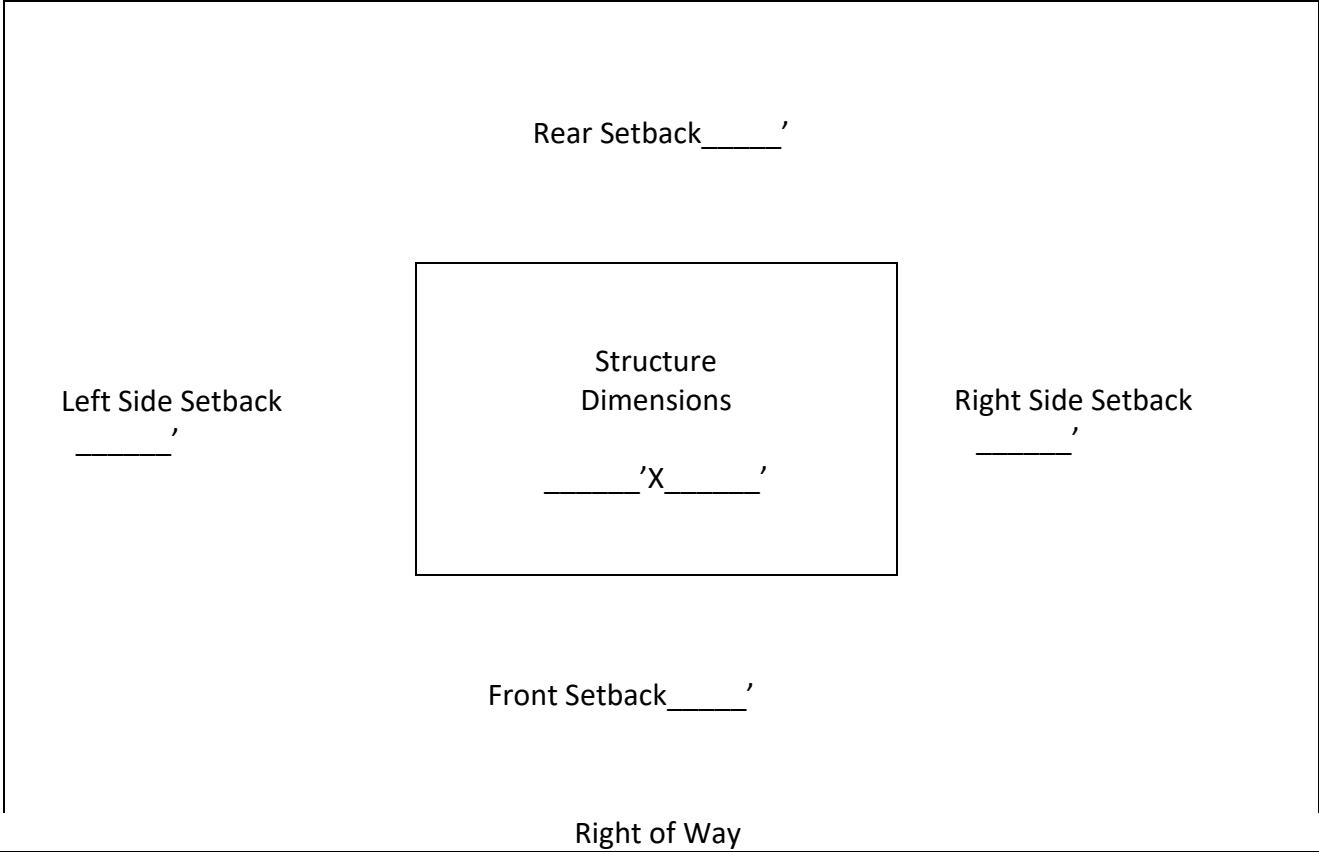 Rear Setback_____’
Structure
Dimensions
______’X______’
Left Side Setback
______’
Right Side Setback
______’
Front Setback_____’
Right of Way